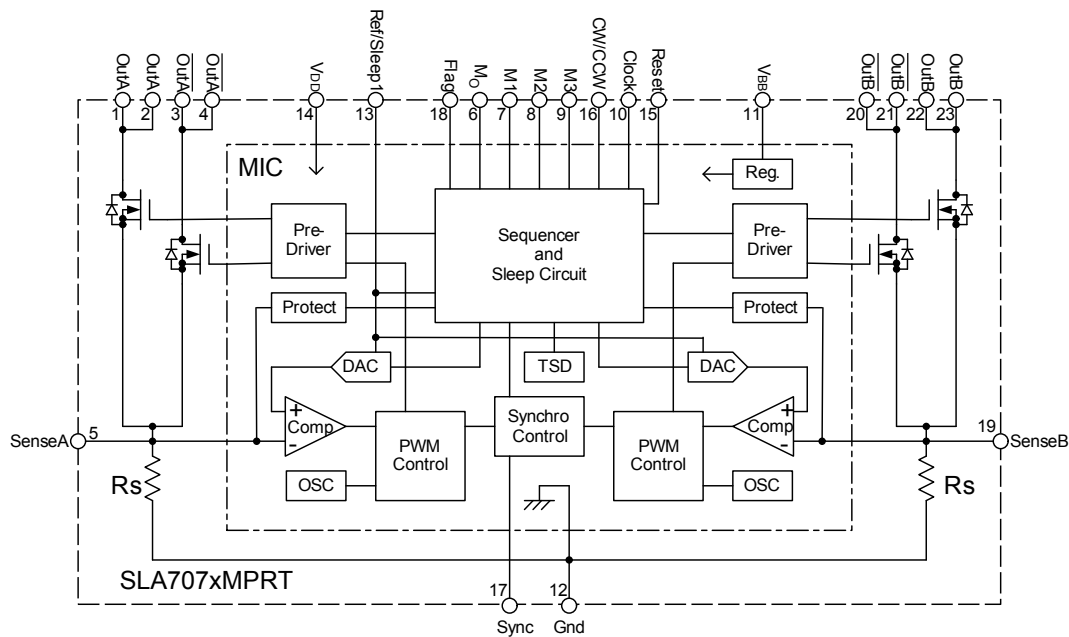 OutA
OutA
OutA
OutA
VDD
Ref/Sleep1
Flag
MO
M1
M2
M3
CW/CCW
Clock
Reset
VBB
OutB
OutB
OutB
OutB
1
2
3
4
14
13
18
6
7
8
9
16
10
15
11
20
21
22
23
MIC
Reg.
Pre-
Driver
Sequencer
and
Sleep Circuit
Pre-
Driver
Protect
Protect
DAC
TSD
DAC
SenseA
5
+
-
Comp
PWM
Control
Synchro
Control
PWM
Control
+
-
Comp
19
SenseB
Rs
OSC
OSC
Rs
SLA707xMPRT
17
12
Sync
Gnd